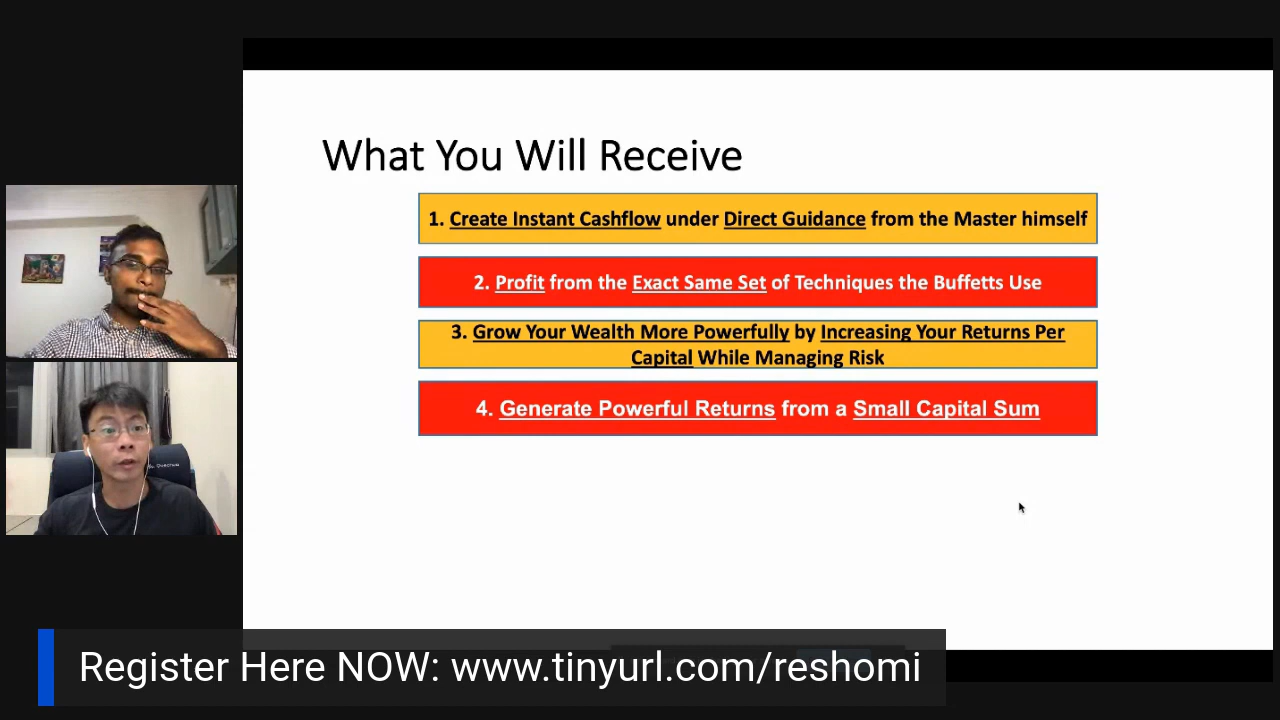 What You Will Receive
1. Create Instant Cashflow under Direct Guidance from the Master himself
2. Profit from the Exact Same Set of Techniques the Buffetts Use
3. Grow Your Wealth More Powerfully by Increasing Your Returns Per
Capital While Managing Risk
4. Generate Powerful Returns from a Small Capital Sum
Register Here NOW: www.tinyurl.com/reshomi